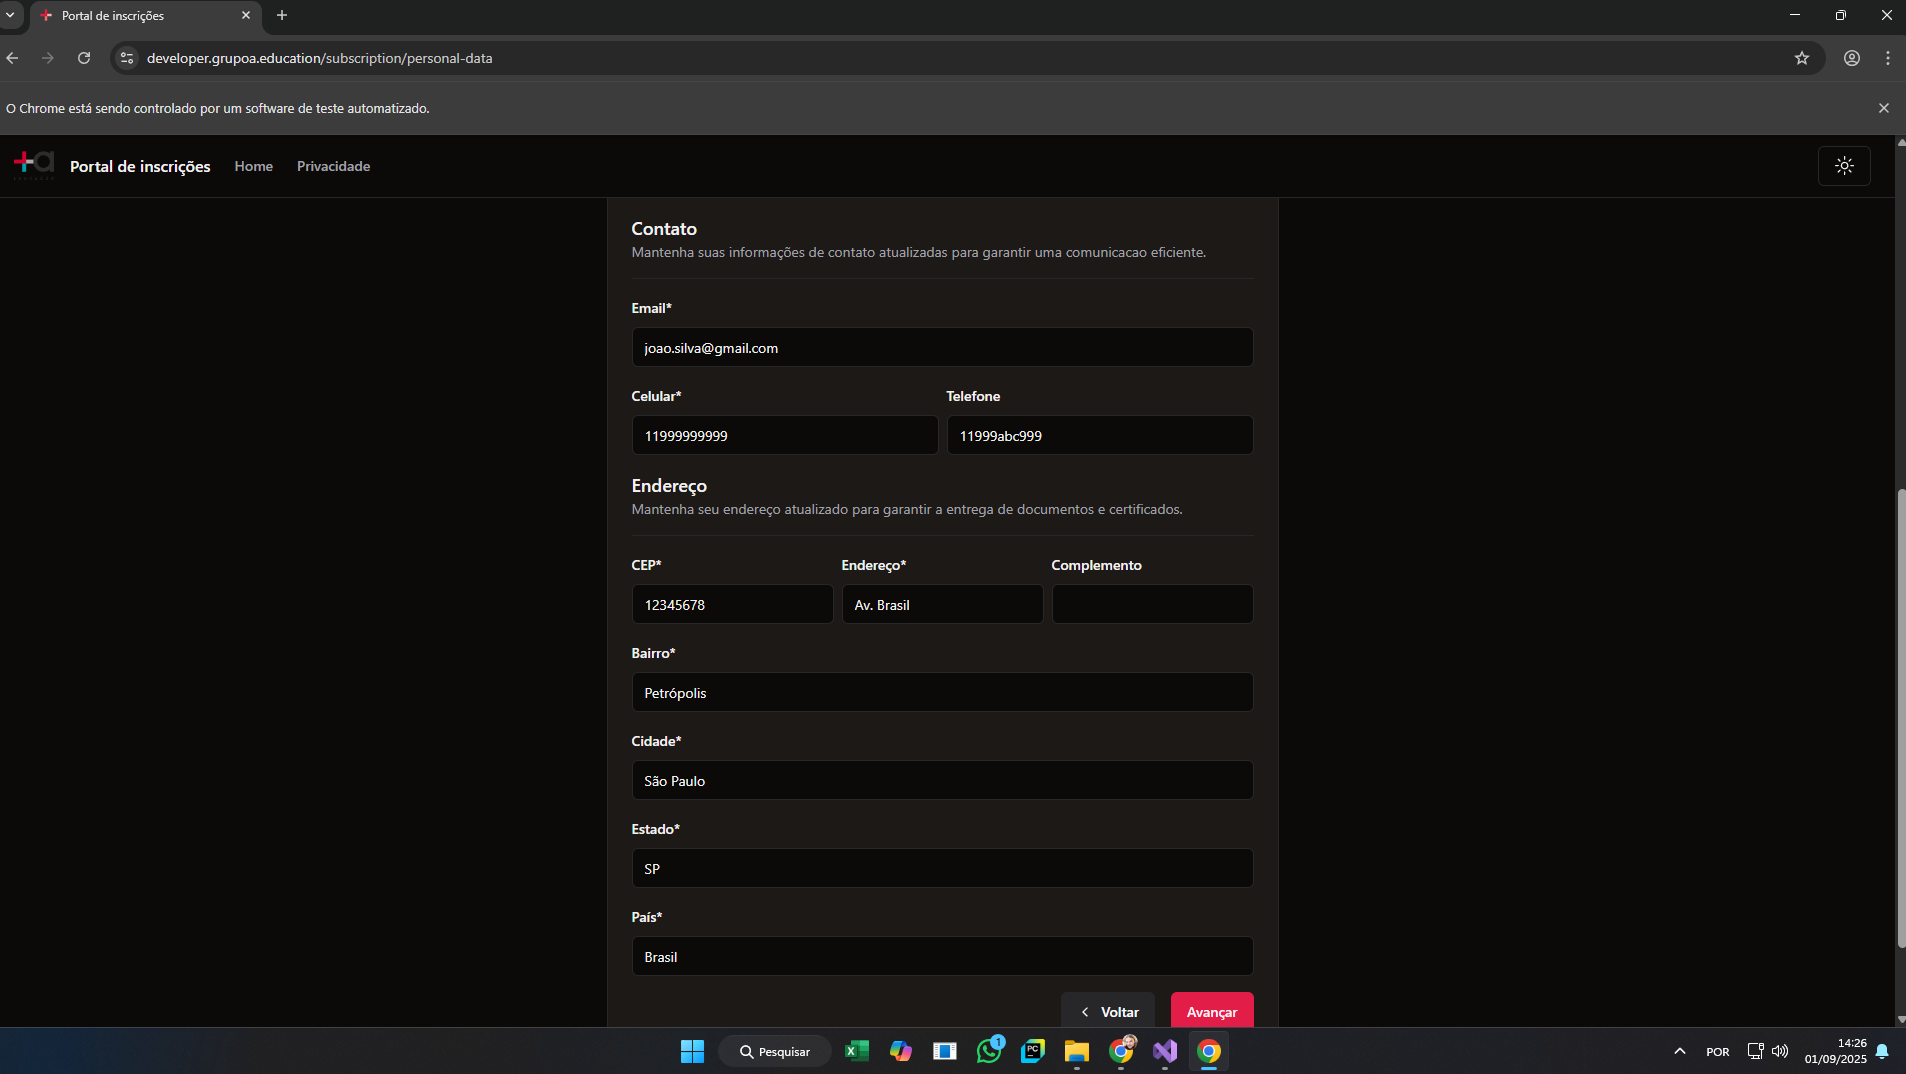 Portal de inscrições
developer.grupoa.education/subscription/personal-data
O Chrome está sendo controlado por um software de teste automatizado.
+a
Portal de inscrições
Home
Privacidade
Contato
Mantenha suas informações de contato atualizadas para garantir uma comunicacao eficiente.
Email*
joao.silva@gmail.com
Celular*
Telefone
11999999999
11999abc999
Endereço
Mantenha seu endereço atualizado para garantir a entrega de documentos e certificados.
CEP*
Endereço*
Complemento
12345678
Av. Brasil
Bairro*
Petrópolis
Cidade*
São Paulo
Estado*
SP
País*
Brasil
Voltar
Avançar
Pesquisar
1
PC
POR
14:26
01/09/2025